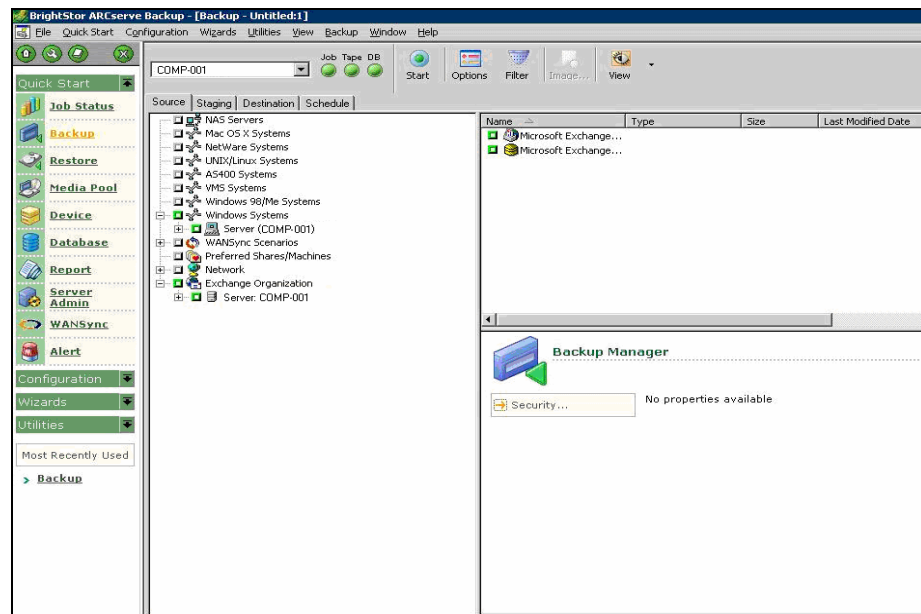 BrightStor ARCserve Backup - [Backup - Untitled:1]
File Quick Start Configuration Wizards Utilities View Backup Window Help
Quick Start
Job Status
Backup
Restore
Media Pool
Device
Database
Report
Server Admin
WANSync
Alert
Configuration
Wizards
Utilities
Most Recently Used
Backup
COMP-001
Job Tape DB
Start
Options
Filter
Image...
View
Source Staging Destination Schedule
NAS Servers
Mac OS X Systems
NetWare Systems
UNIX/Linux Systems
AS400 Systems
VMS Systems
Windows 98/Me Systems
Windows Systems
Server (COMP-001)
WANSync Scenarios
Preferred Shares/Machines
Network
Exchange Organization
Server: COMP-001
Name Type Size Last Modified Date
Microsoft Exchange...
Microsoft Exchange...
Backup Manager
Security...
No properties available